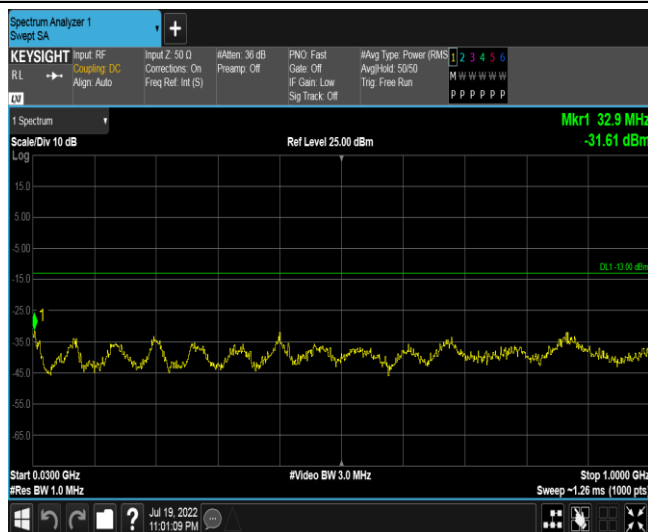 Spectrum Analyzer 1
Swept SA
+
KEYSIGHT Input: RF Input Z: 50 Ω #Atten: 36 dB PNO: Fast #Avg Type: Power (RMS 1 2 3 4 5 6
RL Coupling: DC Corrections: On Preamp: Off Gate: Off Avg|Hold: 50/50 M W W W W W
Align: Auto Freq Ref: Int (S) IF Gain: Low Trig: Free Run
LXI Sig Track: Off P P P P P P
1 Spectrum Mkr1 32.9 MHz
Scale/Div 10 dB Ref Level 25.00 dBm -31.61 dBm
Log
15.0
5.00
-5.00
DL1 -13.00 dBm
-15.0
-25.0
1
-35.0
-45.0
-55.0
-65.0
Start 0.0300 GHz #Video BW 3.0 MHz Stop 1.0000 GHz
#Res BW 1.0 MHz Sweep ~1.26 ms (1000 pts)
? Jul 19, 2022
11:01:09 PM